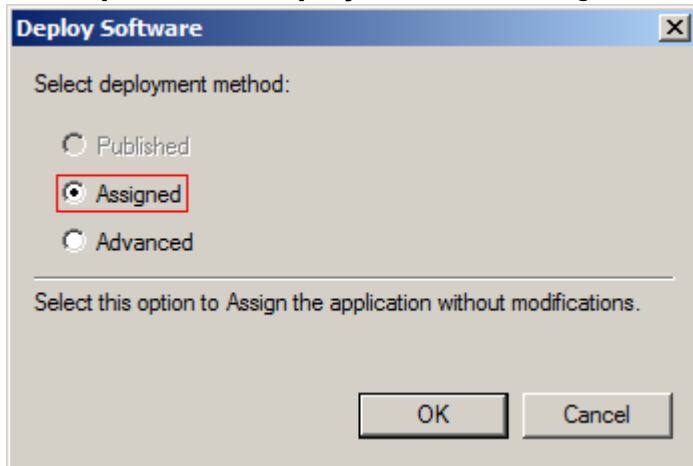 Deploy Software
Select deployment method:
Published
Assigned
Advanced
Select this option to Assign the application without modifications.
OK Cancel